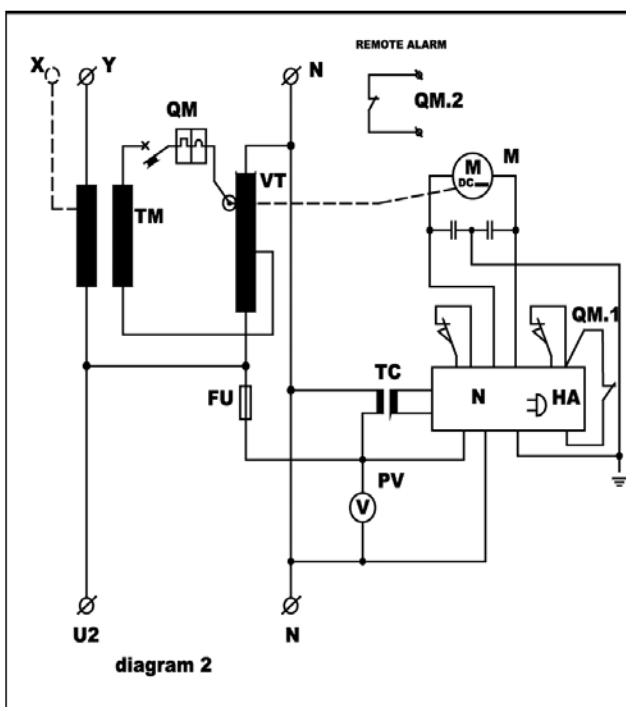 REMOTE ALARM
X Y N
QM QM.2
M M
DC
VT
TM
QM.1
TC
FU N HA
PV
V
U2 N
diagram 2